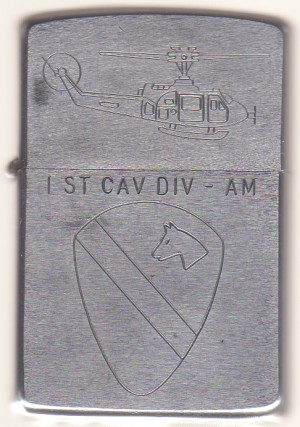 1 ST CAV DIV - AM